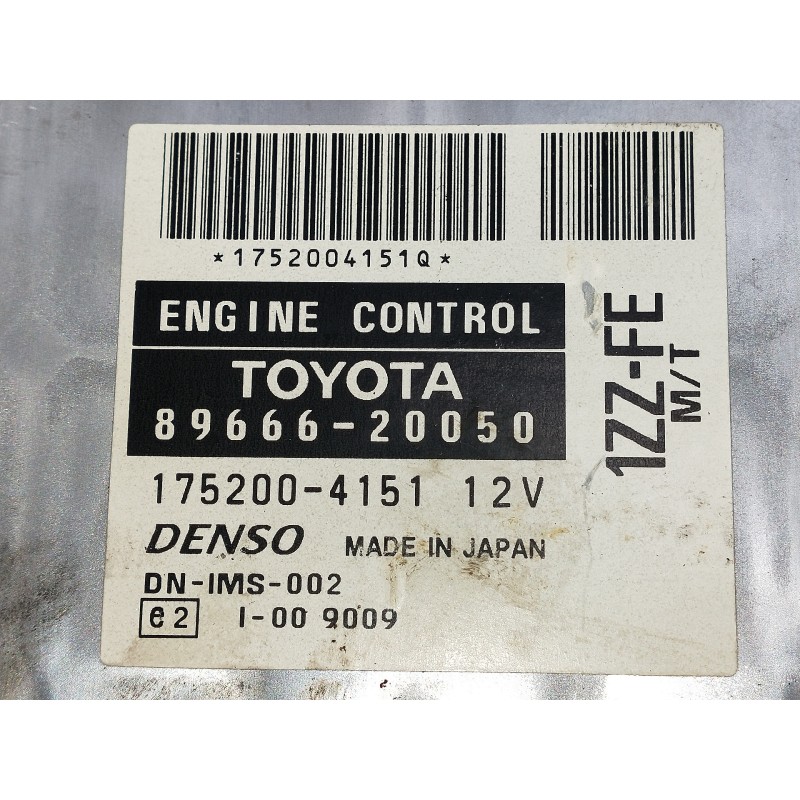 *1752004151Q*
ENGINE CONTROL
TOYOTA
89666-20050
175200-4151 12V
DENSO MADE IN JAPAN
DN-IMS-002
e2 I-00 9009
1ZZ-FE
M/T